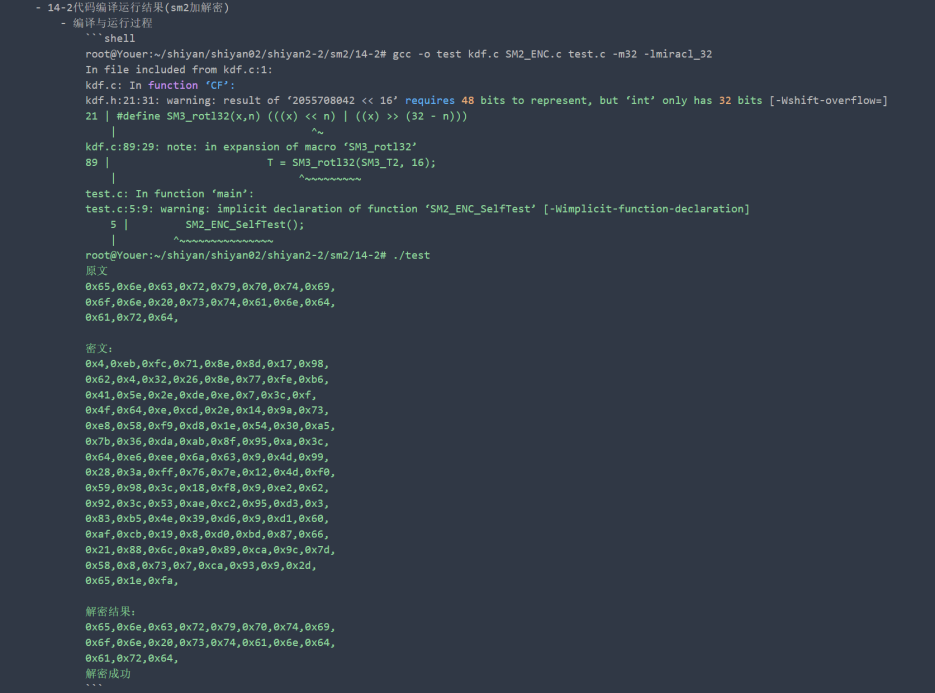 - 14-2代码编译运行结果(sm2加解密)
- 编译与运行过程
```shell
root@Youer:~/shiyan/shiyan02/shiyan2-2/sm2/14-2# gcc -o test kdf.c SM2_ENC.c test.c -m32 -lmiracl_32
In file included from kdf.c:1:
kdf.c: In function ‘CF’:
kdf.h:21:31: warning: result of ‘2055708042 << 16’ requires 48 bits to represent, but ‘int’ only has 32 bits [-Wshift-overflow=]
21 | #define SM3_rotl32(x,n) (((x) << n) | ((x) >> (32 - n)))
| ^~
kdf.c:89:29: note: in expansion of macro ‘SM3_rotl32’
89 | T = SM3_rotl32(SM3_T2, 16);
| ^~~~~~~~~~
test.c: In function ‘main’:
test.c:5:9: warning: implicit declaration of function ‘SM2_ENC_SelfTest’ [-Wimplicit-function-declaration]
5 | SM2_ENC_SelfTest();
| ^~~~~~~~~~~~~~~~
root@Youer:~/shiyan/shiyan02/shiyan2-2/sm2/14-2# ./test
原文
0x65,0x6e,0x63,0x72,0x79,0x70,0x74,0x69,
0x6f,0x6e,0x20,0x73,0x74,0x61,0x6e,0x64,
0x61,0x72,0x64,
密文:
0x4,0xeb,0xfc,0x71,0x8e,0x8d,0x17,0x98,
0x62,0x4,0x32,0x26,0x8e,0x77,0xfe,0xb6,
0x41,0x5e,0x2e,0xde,0xe,0x7,0x3c,0xf,
0x4f,0x64,0xe,0xcd,0x2e,0x14,0x9a,0x73,
0xe8,0x58,0xf9,0xd8,0x1e,0x54,0x30,0xa5,
0x7b,0x36,0xda,0xab,0x8f,0x95,0xa,0x3c,
0x64,0xe6,0xee,0x6a,0x63,0x9,0x4d,0x99,
0x28,0x3a,0xff,0x76,0x7e,0x12,0x4d,0xf0,
0x59,0x98,0x3c,0x18,0xf8,0x9,0xe2,0x62,
0x92,0x3c,0x53,0xae,0xc2,0x95,0xd3,0x3,
0x83,0xb5,0x4e,0x39,0xd6,0x9,0xd1,0x60,
0xaf,0xcb,0x19,0x8,0xd0,0xbd,0x87,0x66,
0x21,0x88,0x6c,0xa9,0x89,0xca,0x9c,0x7d,
0x58,0x8,0x73,0x7,0xca,0x93,0x9,0x2d,
0x65,0x1e,0xfa,
解密结果:
0x65,0x6e,0x63,0x72,0x79,0x70,0x74,0x69,
0x6f,0x6e,0x20,0x73,0x74,0x61,0x6e,0x64,
0x61,0x72,0x64,
解密成功
```